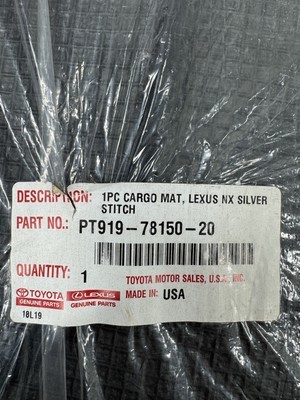 DESCRIPTION: 1PC CARGO MAT, LEXUS NX SILVER
STITCH
PART NO.: PT919-78150-20
QUANTITY: 1
TOYOTA MOTOR SALES, U.S.A., INC.
MADE IN: USA
TOYOTA LEXUS
GENUINE PARTS GENUINE PARTS
18L19